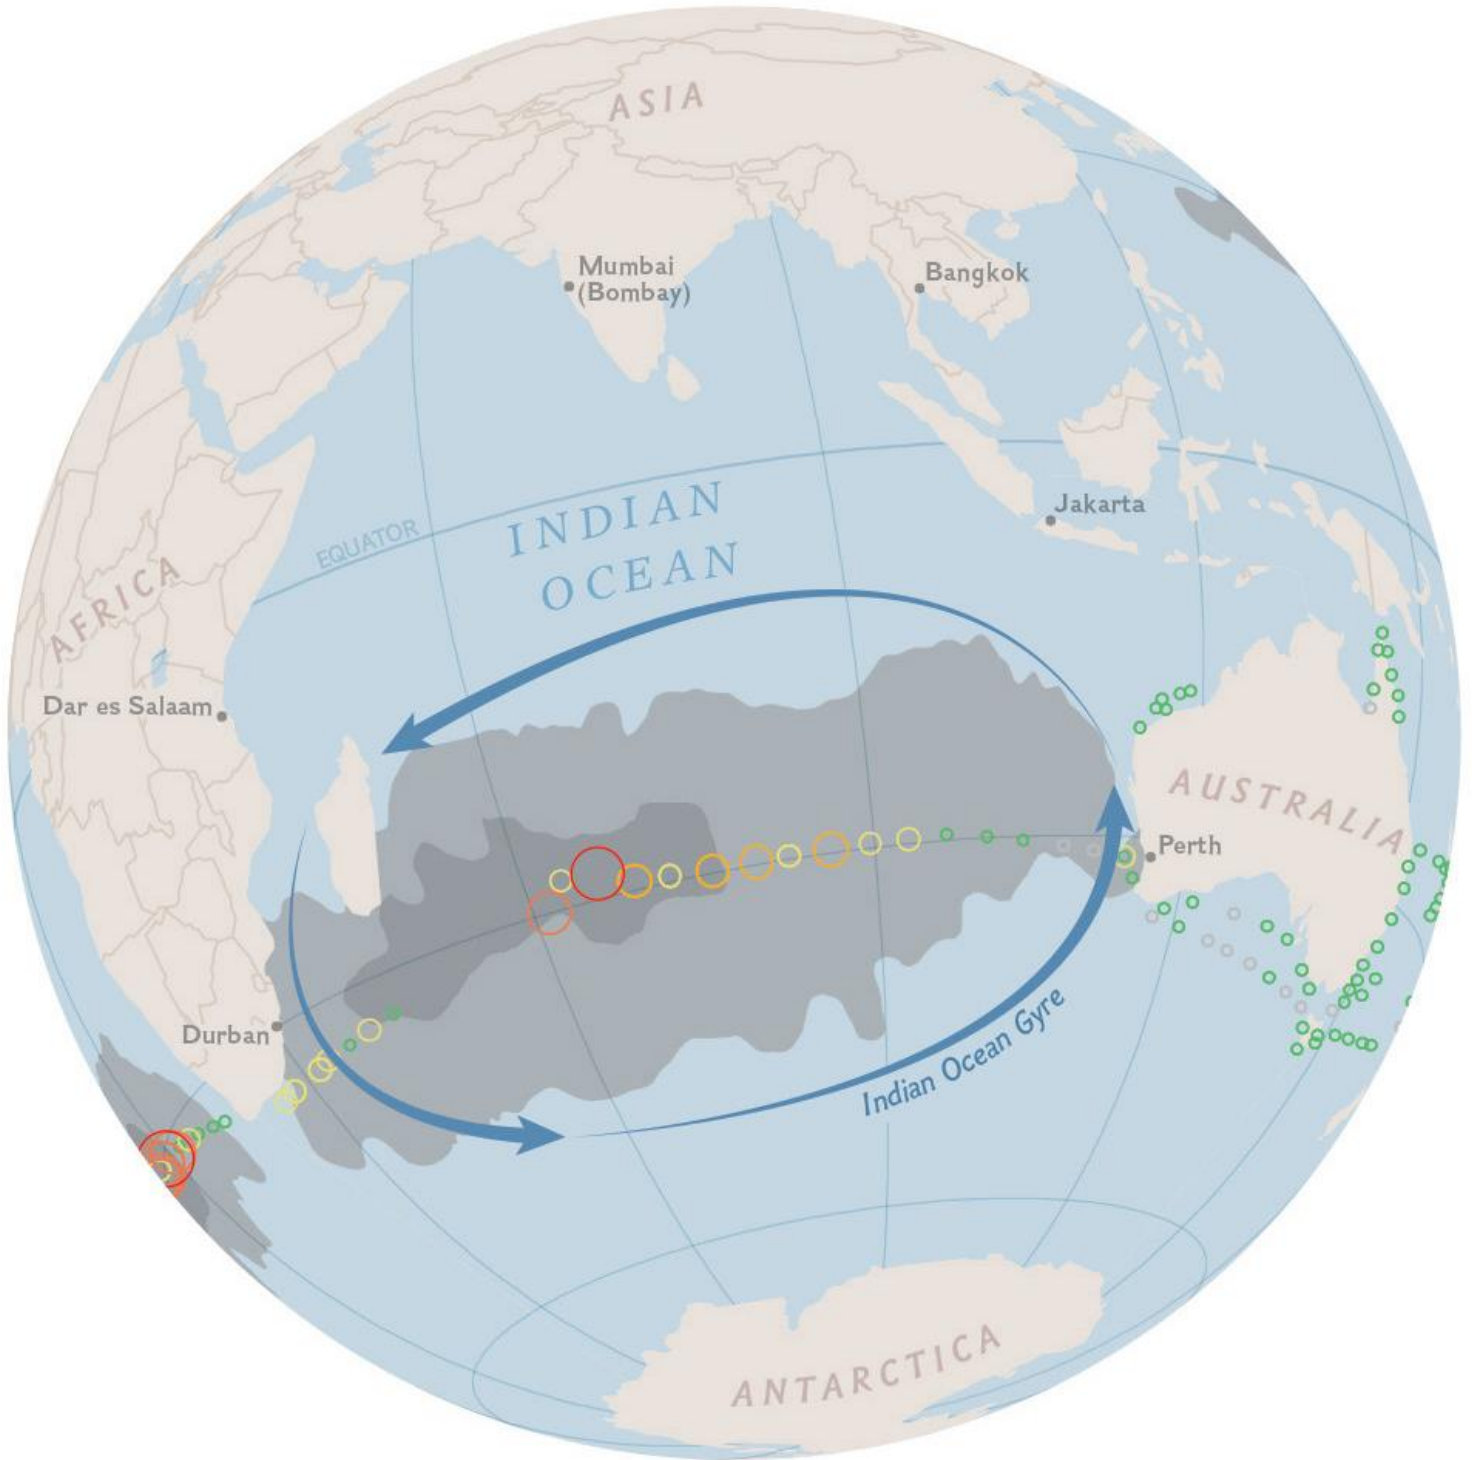 ASIA
Mumbai
(Bombay)
Bangkok
INDIAN
OCEAN
EQUATOR
Jakarta
AFRICA
Dar es Salaam
AUSTRALIA
Perth
Durban
Indian Ocean Gyre
ANTARCTICA